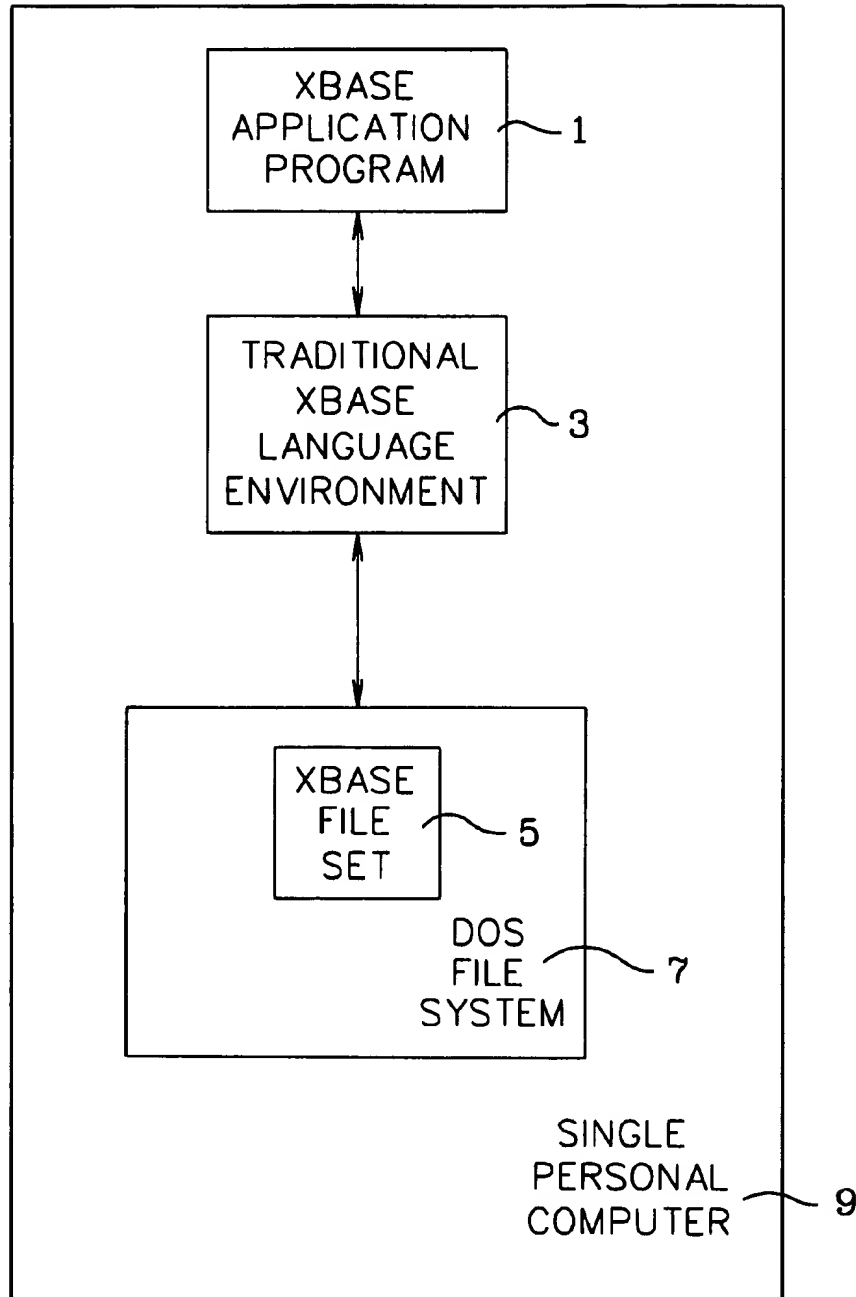 XBASE
APPLICATION
PROGRAM
1
TRADITIONAL
XBASE
LANGUAGE
ENVIRONMENT
3
XBASE
FILE
SET
5
DOS
FILE
SYSTEM
7
SINGLE
PERSONAL
COMPUTER
9